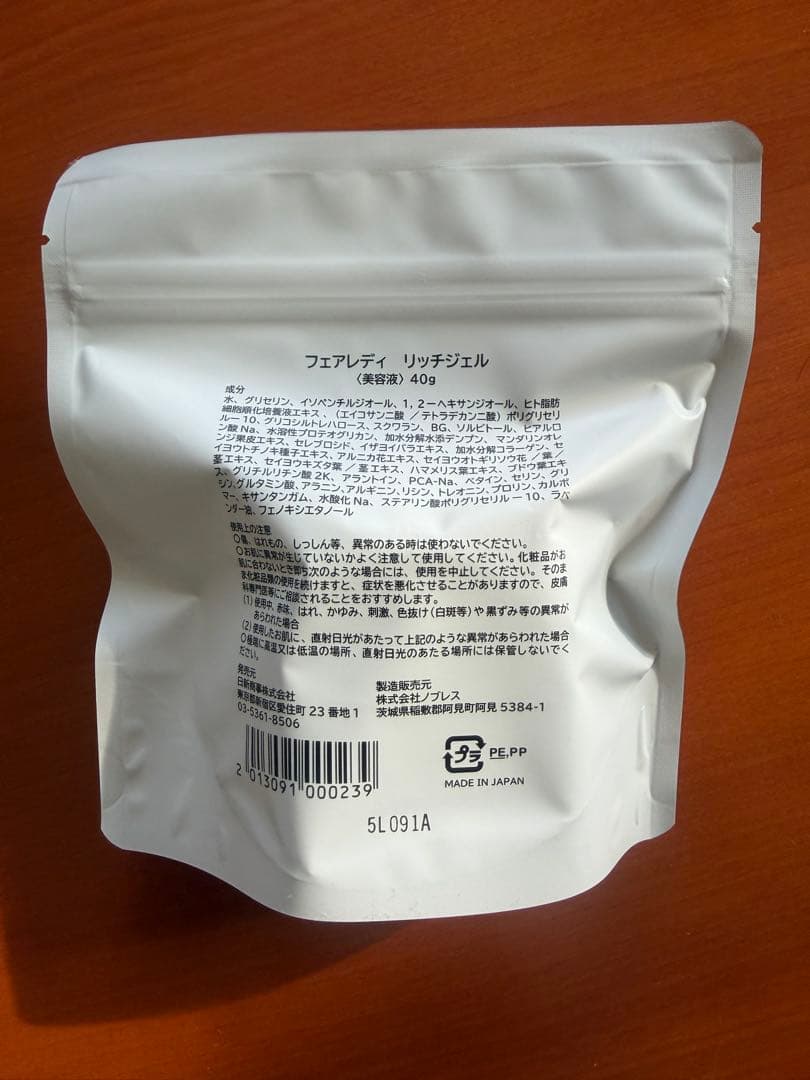 フェアレディ　リッチジェル
〈美容液〉40g
成分
水、グリセリン、イソペンチルジオール、1,2ーヘキサンジオール、ヒト脂肪
細胞順化培養液エキス、（エイコサン二酸／テトラデカン二酸）ポリグリセリ
ルー10、グリコシルトレハロース、スクワラン、BG、ソルビトール、ヒアルロ
ン酸Na、水溶性プロテオグリカン、加水分解水添デンプン、マンダリンオレ
ンジ果皮エキス、セレブロシド、イザヨイバラエキス、加水分解コラーゲン、セ
イヨウトチノキ種子エキス、アルニカ花エキス、セイヨウオトギリソウ花／葉／
茎エキス、セイヨウキズタ葉／茎エキス、ハマメリス葉エキス、ブドウ葉エキ
ス、グリチルリチン酸2K、アラントイン、PCA-Na、ベタイン、セリン、グリ
シン、グルタミン酸、アラニン、アルギニン、リシン、トレオニン、プロリン、カルボ
マー、キサンタンガム、水酸化Na、ステアリン酸ポリグリセリルー10、ラベ
ンダー油、フェノキシエタノール
使用上の注意
〇傷、はれもの、しっしん等、異常のある時は使わないでください。
〇お肌に異常が生じていないかよく注意して使用してください。化粧品がお
肌に合わないとき即ち次のような場合には、使用を中止してください。そのま
ま化粧品類の使用を続けますと、症状を悪化させることがありますので、皮膚
科専門医等にご相談されることをおすすめします。
(1)使用中、赤味、はれ、かゆみ、刺激、色抜け（白斑等）や黒ずみ等の異常が
あらわれた場合
(2)使用したお肌に、直射日光があたって上記のような異常があらわれた場合
〇極端に高温又は低温の場所、直射日光のあたる場所には保管しないでく
ださい。
発売元
日新商事株式会社
東京都新宿区愛住町23番地1
03-5361-8506
製造販売元
株式会社ノブレス
茨城県稲敷郡阿見町阿見5384-1
2 013091 000239
プラ PE,PP
MADE IN JAPAN
5L091A